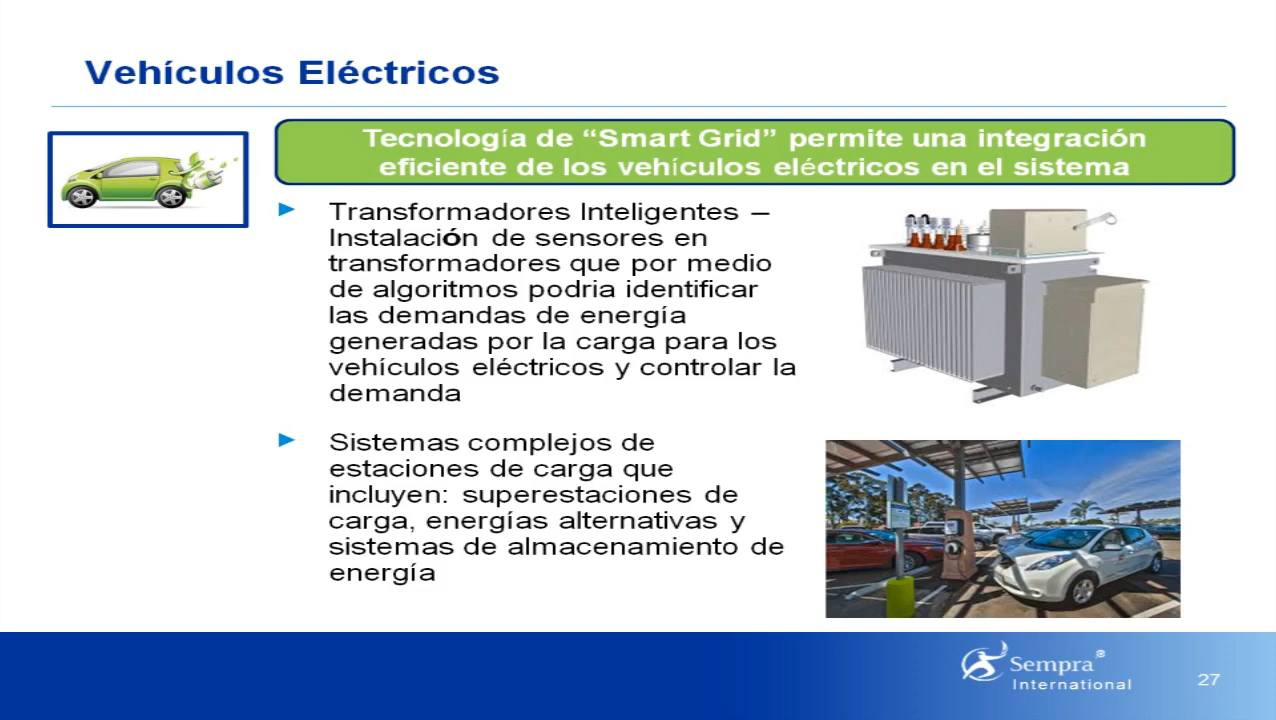 Vehículos Eléctricos
Tecnología de “Smart Grid” permite una integración
eficiente de los vehículos eléctricos en el sistema
Transformadores Inteligentes –
Instalación de sensores en
transformadores que por medio
de algoritmos podria identificar
las demandas de energía
generadas por la carga para los
vehículos eléctricos y controlar la
demanda
Sistemas complejos de
estaciones de carga que
incluyen: superestaciones de
carga, energías alternativas y
sistemas de almacenamiento de
energía
Sempra®
International
27